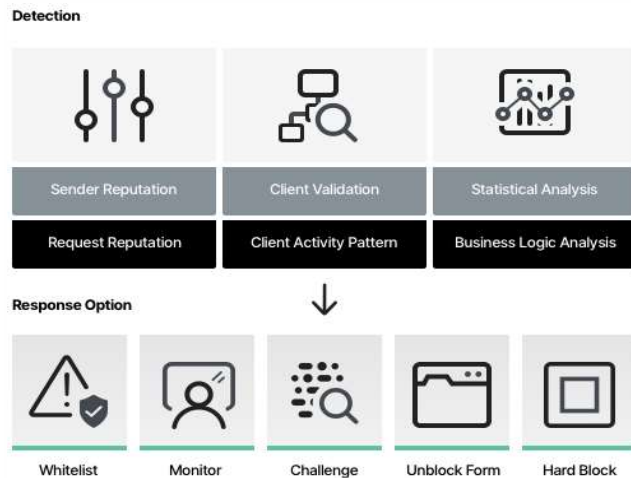 Detection
Sender Reputation
Client Validation
Statistical Analysis
Request Reputation
Client Activity Pattern
Business Logic Analysis
Response Option
Whitelist
Monitor
Challenge
Unblock Form
Hard Block